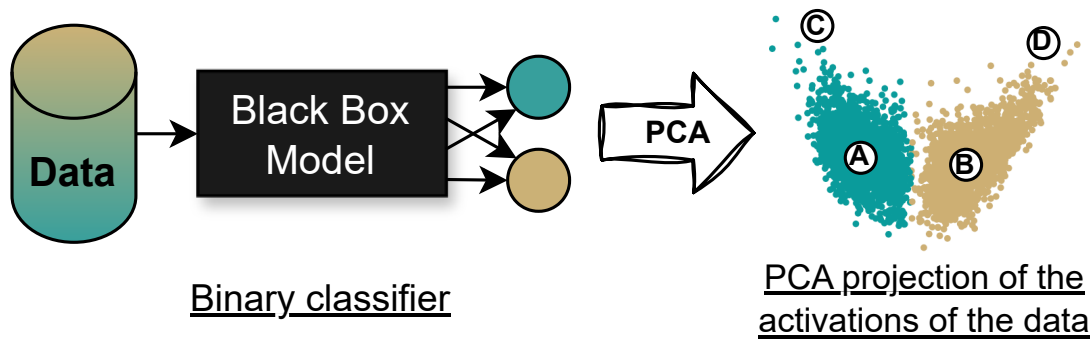 Data
Black Box
Model
Binary classifier
PCA
C
D
A
B
PCA projection of the
activations of the data